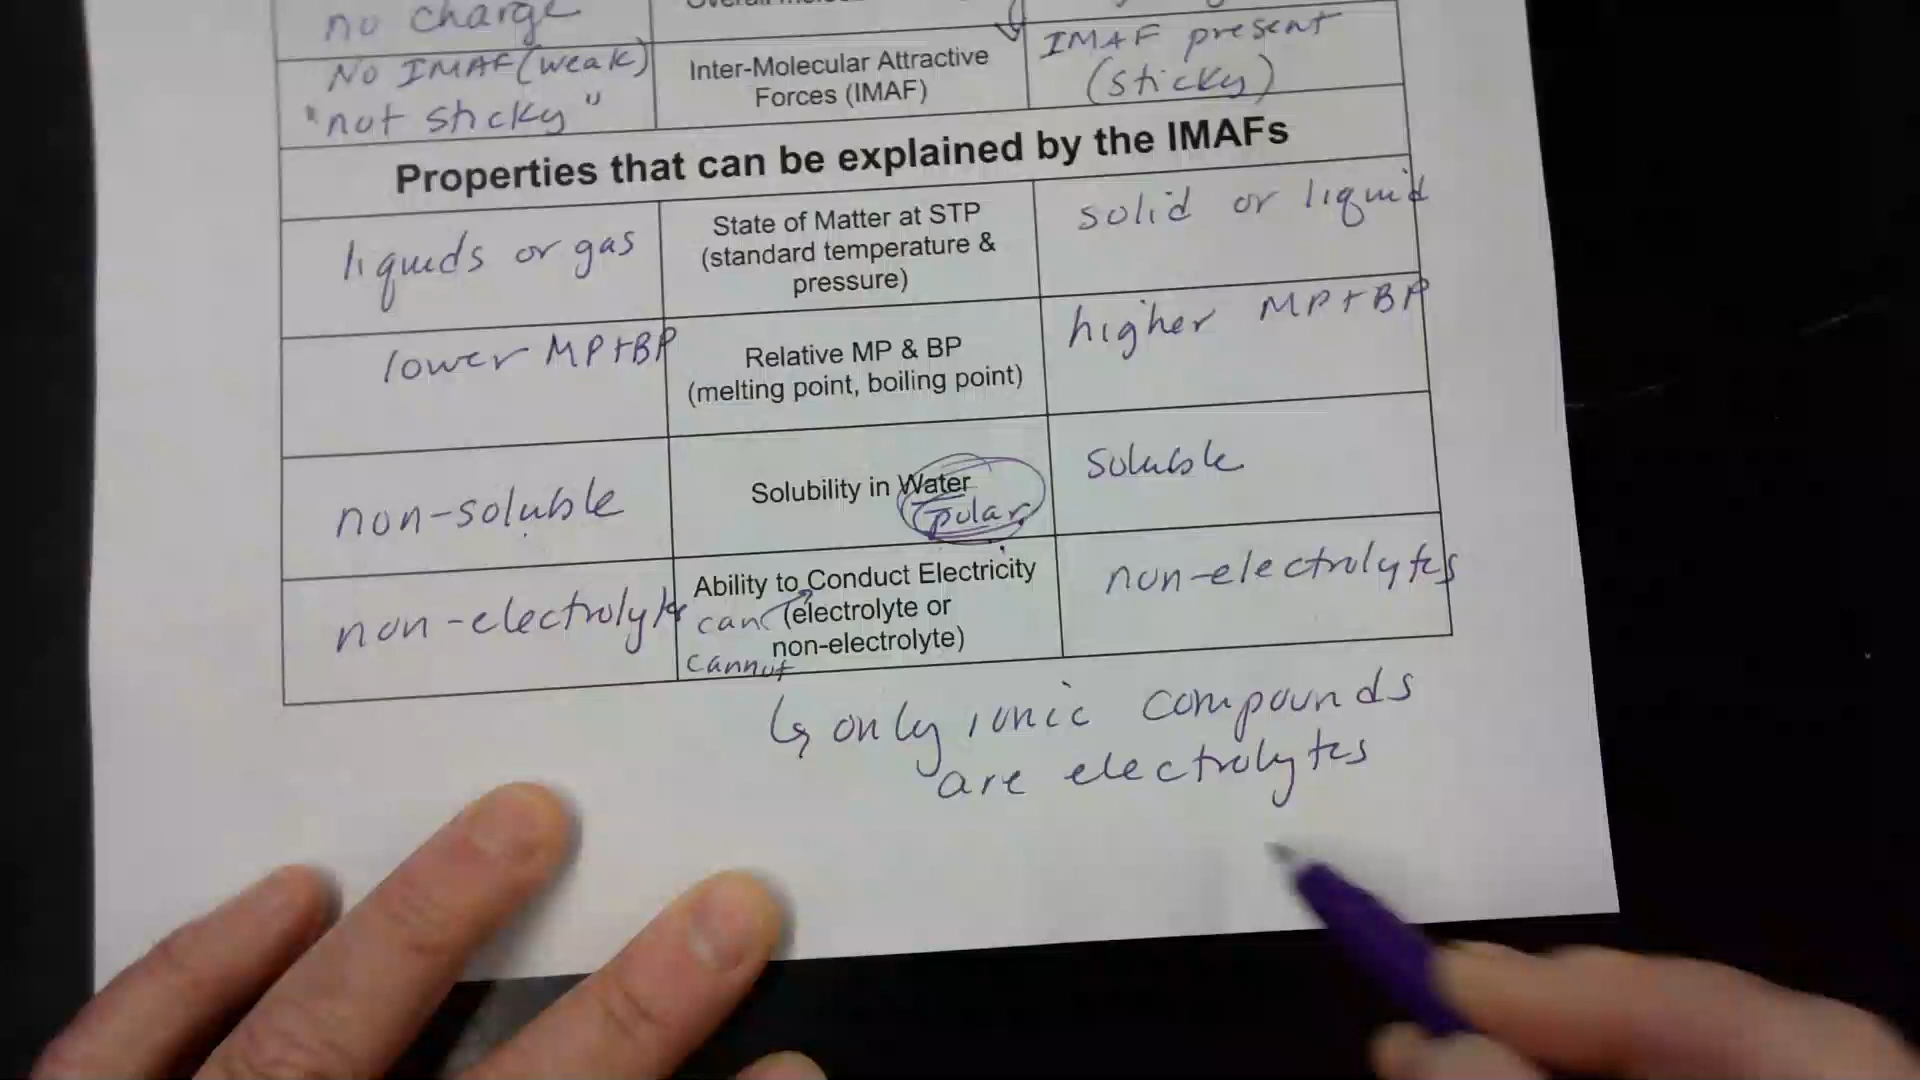 no charge
No IMAF (weak)
"not sticky"
Inter-Molecular Attractive
Forces (IMAF)
IMAF present
(sticky)
Properties that can be explained by the IMAFs
liquids or gas
State of Matter at STP
(standard temperature &
pressure)
solid or liquid
lower MP+BP
Relative MP & BP
(melting point, boiling point)
higher MP+BP
non-soluble
Solubility in Water
polar
soluble
non-electrolyte
Ability to Conduct Electricity
can (electrolyte or
non-electrolyte)
cannot
non-electrolytes
↳ only ionic compounds
are electrolytes